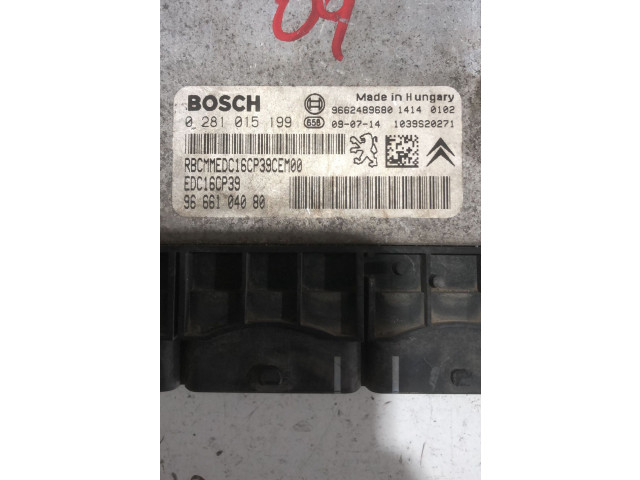 04
BOSCH
Made in Hungary
9662489680 1414 0102
0 281 015 199 658 09-07-14 1039S20271
RBCMMEDC16CP39CEM00
EDC16CP39
96 661 040 80